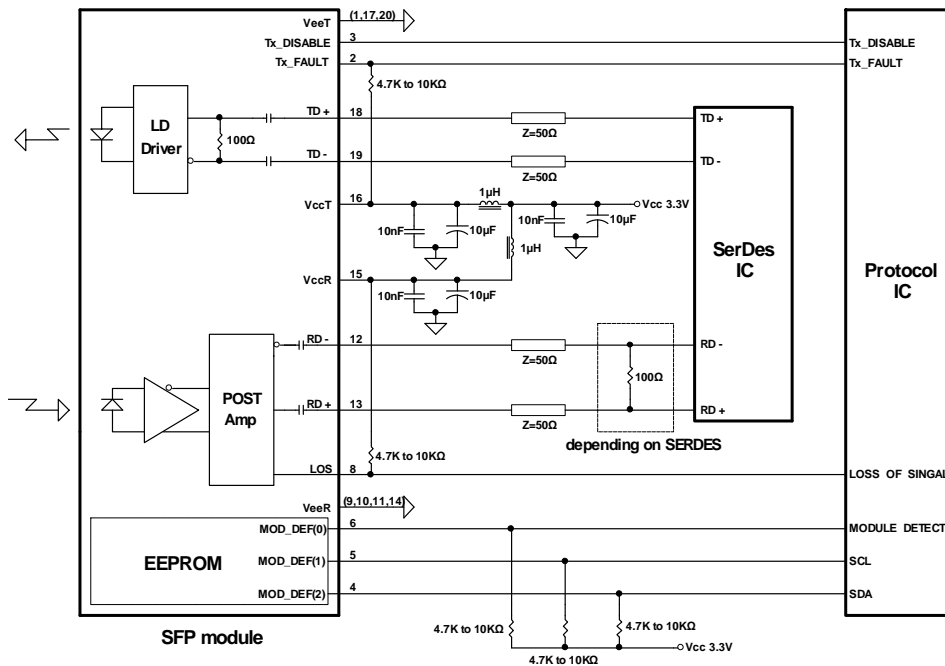 VeeT (1,17,20)
Tx_DISABLE 3 Tx_DISABLE
Tx_FAULT 2 Tx_FAULT
4.7K to 10KΩ
LD
Driver
100Ω
TD + 18 TD +
Z=50Ω
TD - 19 TD -
Z=50Ω
1µH
VccT 16 Vcc 3.3V
10nF 10µF 10nF 10µF
1µH
SerDes
IC
Protocol
IC
VccR 15
10nF 10µF
RD - 12 RD -
Z=50Ω
100Ω
POST
Amp
RD + 13 RD +
Z=50Ω
depending on SERDES
4.7K to 10KΩ
LOS 8 LOSS OF SINGAL
VeeR (9,10,11,14)
MOD_DEF(0) 6 MODULE DETECT
EEPROM
MOD_DEF(1) 5 SCL
MOD_DEF(2) 4 SDA
4.7K to 10KΩ 4.7K to 10KΩ
4.7K to 10KΩ
Vcc 3.3V
SFP module